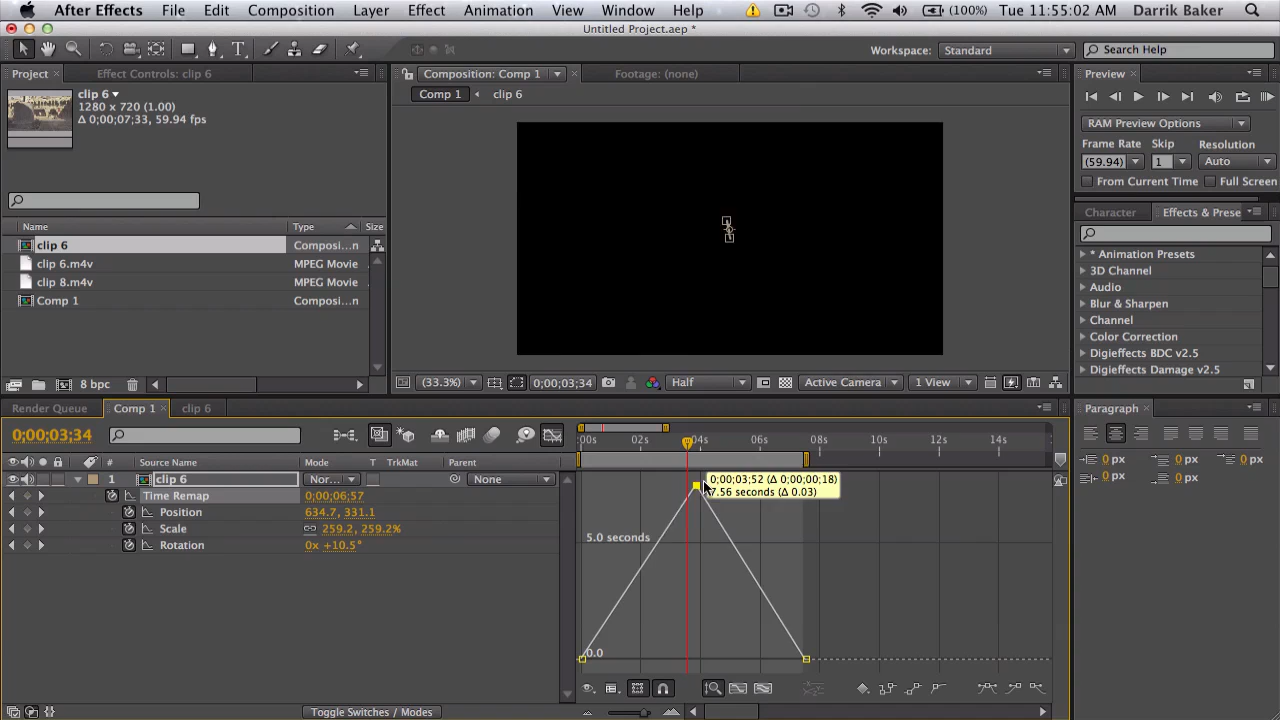 After Effects File Edit Composition Layer Effect Animation View Window Help (100%) Tue 11:55:02 AM Darrik Baker
Untitled Project.aep *
Workspace: Standard Search Help
Project Effect Controls: clip 6 Composition: Comp 1 Footage: (none) Preview
clip 6
1280 x 720 (1.00)
Δ 0;00;07;33, 59.94 fps
Comp 1 clip 6
RAM Preview Options
Frame Rate Skip Resolution
(59.94) 1 Auto
From Current Time Full Screen
Character Effects & Prese
Name Type Size
clip 6 Composi...n
clip 6.m4v MPEG Movie
clip 8.m4v MPEG Movie
Comp 1 Composi...n
* Animation Presets
3D Channel
Audio
Blur & Sharpen
Channel
Color Correction
Digieffects BDC v2.5
Digieffects Damage v2.5
8 bpc (33.3%) 0;00;03;34 Half Active Camera 1 View
Render Queue Comp 1 clip 6 Paragraph
0;00;03;34
:00s 02s 04s 06s 08s 10s 12s 14s
# Source Name Mode T TrkMat Parent
1 clip 6 Nor... None
Time Remap 0;00;06;57
Position 634.7, 331.1
Scale 259.2, 259.2%
Rotation 0x +10.5°
0;00;03;52 (Δ 0;00;00;18)
7.56 seconds (Δ 0.03)
5.0 seconds
0.0
0 px 0 px 0 px
0 px 0 px
Toggle Switches / Modes